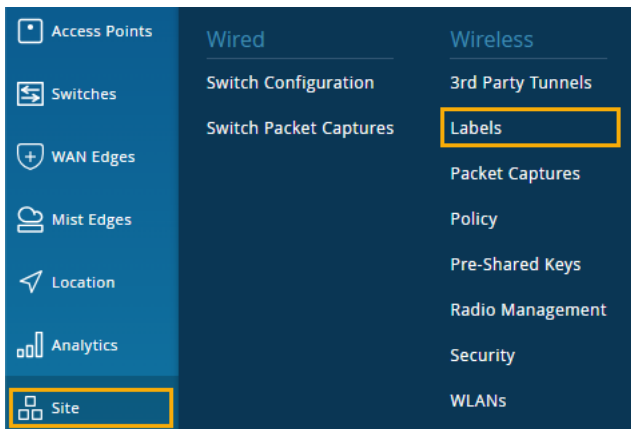 Access Points
Switches
WAN Edges
Mist Edges
Location
Analytics
Site
Wired
Switch Configuration
Switch Packet Captures
Wireless
3rd Party Tunnels
Labels
Packet Captures
Policy
Pre-Shared Keys
Radio Management
Security
WLANs